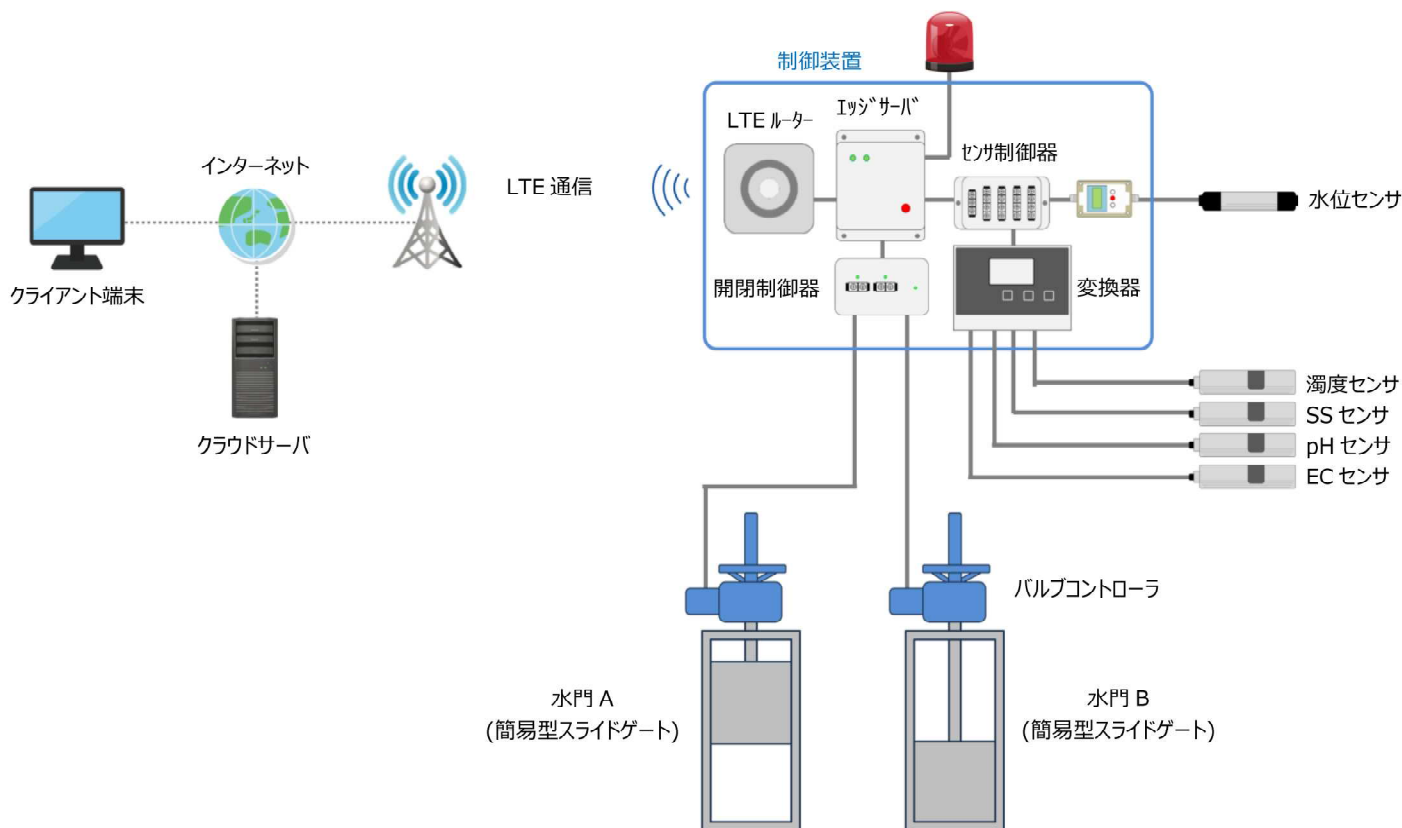 制御装置
LTE ﾙｰﾀｰ
ｴｯｼﾞｻｰﾊﾞ
センサ制御器
インターネット
LTE 通信
水位センサ
クライアント端末
開閉制御器
変換器
濁度センサ
SS センサ
pH センサ
EC センサ
クラウドサーバ
バルブコントローラ
水門 A
(簡易型スライドゲート)
水門 B
(簡易型スライドゲート)